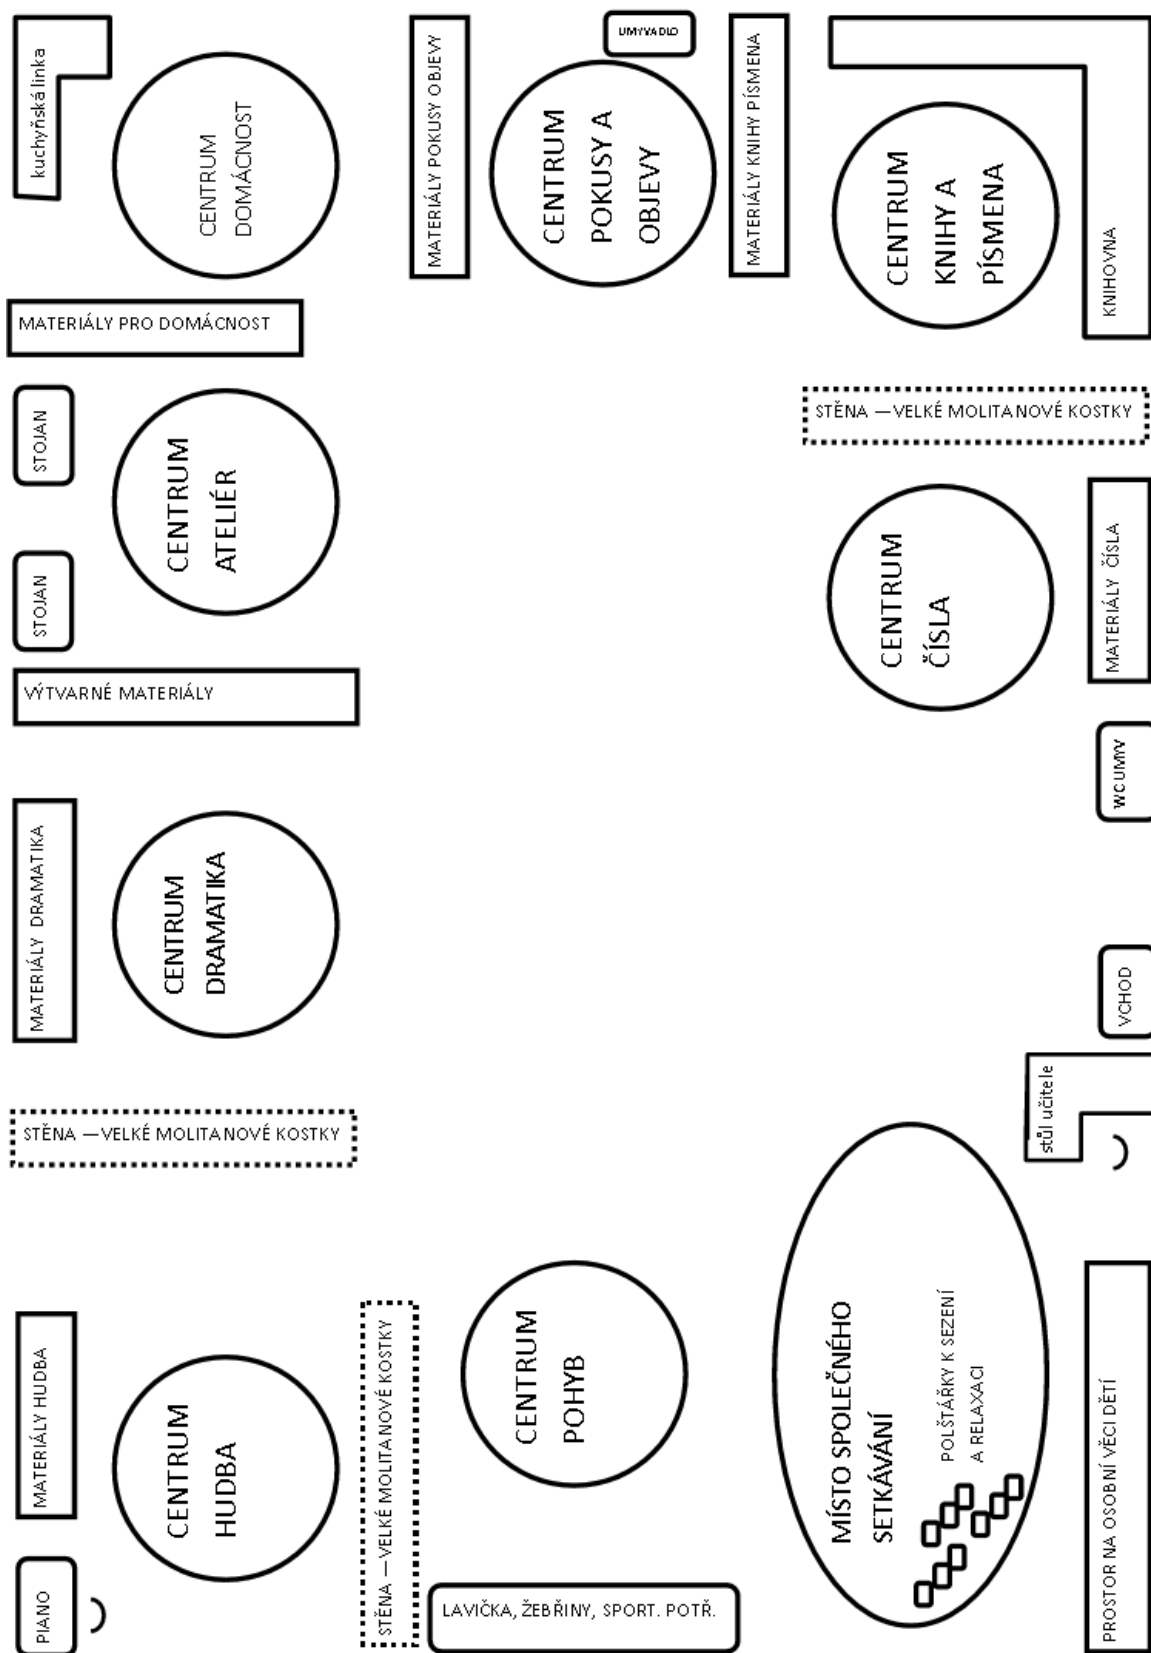 kuchyňská linka
CENTRUM
DOMÁCNOST
MATERIÁLY POKUSY OBJEVY
UMYVADLO
CENTRUM
POKUSY A
OBJEVY
MATERIÁLY KNIHY PÍSMENA
CENTRUM
KNIHY A
PÍSMENA
KNIHOVNA
MATERIÁLY PRO DOMÁCNOST
STOJAN
CENTRUM
ATELIÉR
STOJAN
STĚNA — VELKÉ MOLITANOVÉ KOSTKY
CENTRUM
ČÍSLA
MATERIÁLY ČÍSLA
VÝTVARNÉ MATERIÁLY
WC UMYV
MATERIÁLY DRAMATIKA
CENTRUM
DRAMATIKA
VCHOD
stůl učitele
STĚNA — VELKÉ MOLITANOVÉ KOSTKY
MATERIÁLY HUDBA
CENTRUM
HUDBA
STĚNA — VELKÉ MOLITANOVÉ KOSTKY
CENTRUM
POHYB
MÍSTO SPOLEČNÉHO
SETKÁVÁNÍ
POLŠTÁŘKY K SEZENÍ
A RELAXACI
PROSTOR NA OSOBNÍ VĚCI DĚTÍ
PIANO
LAVIČKA, ŽEBŘINY, SPORT. POTŘ.